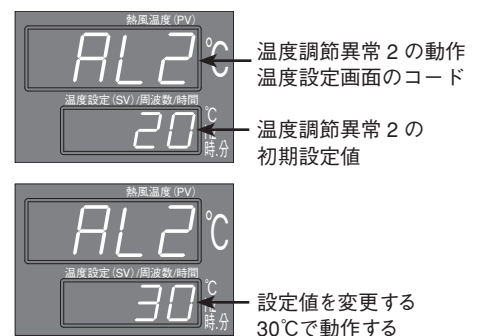 熱風温度(PV)
AL2 ℃
温度調節異常2の動作
温度設定画面のコード
温度設定(SV)/周波数/時間
20
℃
時.分
温度調節異常2の
初期設定値
熱風温度(PV)
AL2 ℃
温度設定(SV)/周波数/時間
30
℃
時.分
設定値を変更する
30℃で動作する